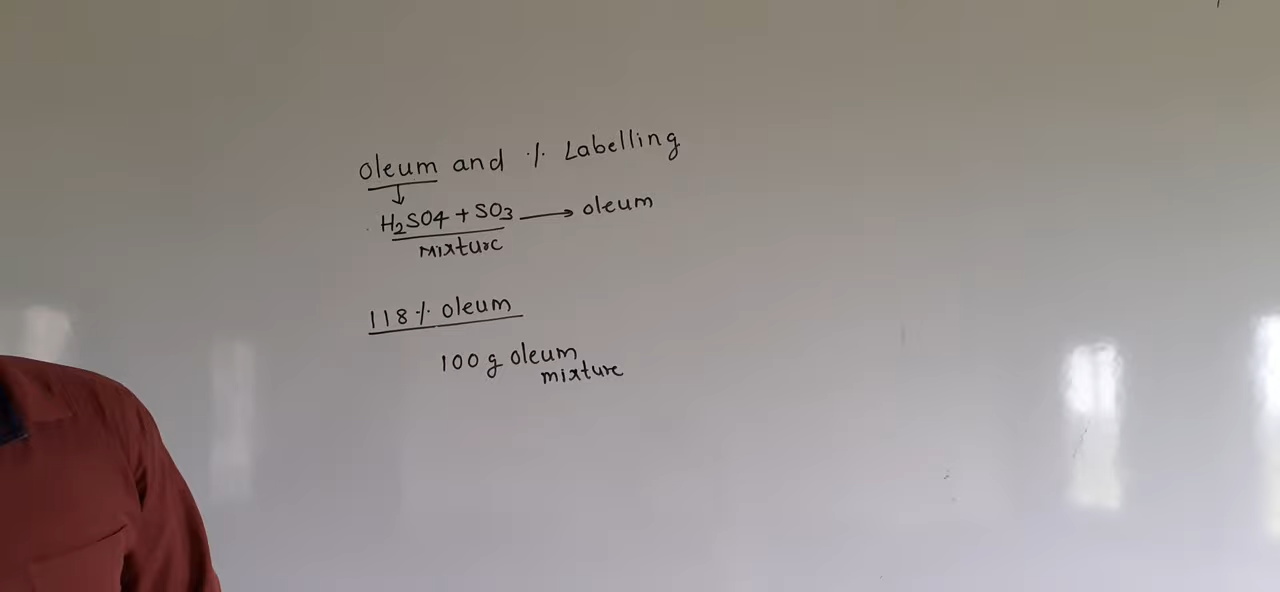 Oleum and % Labelling
H2SO4 + SO3 ⟶ oleum
Mixture
118% oleum
100 g oleum
mixture